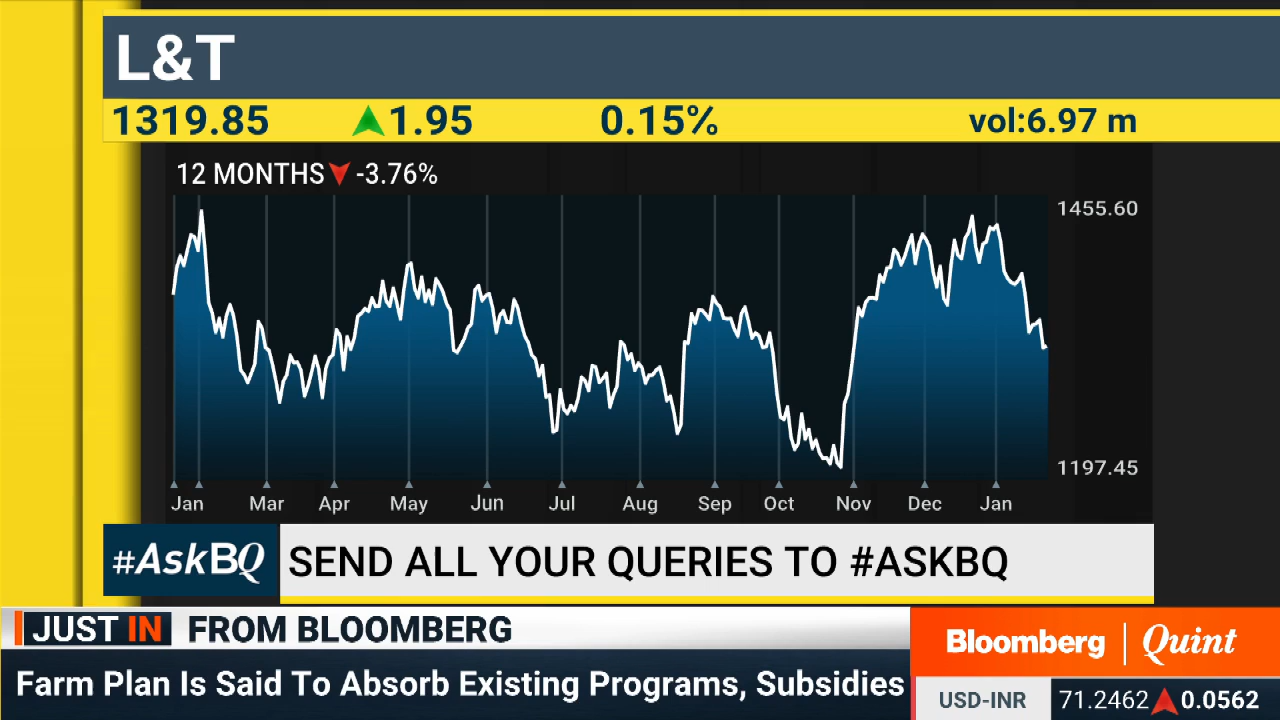 L&T
1319.85 1.95 0.15% vol:6.97 m
12 MONTHS -3.76%
1455.60
1197.45
Jan Mar Apr May Jun Jul Aug Sep Oct Nov Dec Jan
#AskBQ SEND ALL YOUR QUERIES TO #ASKBQ
JUST IN FROM BLOOMBERG
Farm Plan Is Said To Absorb Existing Programs, Subsidies
Bloomberg | Quint
USD-INR 71.2462 0.0562